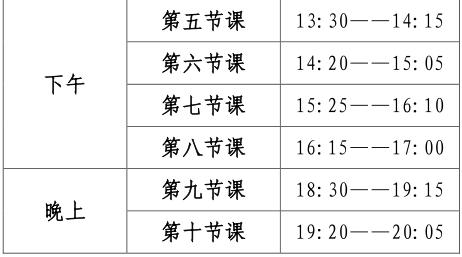 下午
第五节课 13:30——14:15
第六节课 14:20——15:05
第七节课 15:25——16:10
第八节课 16:15——17:00
晚上
第九节课 18:30——19:15
第十节课 19:20——20:05